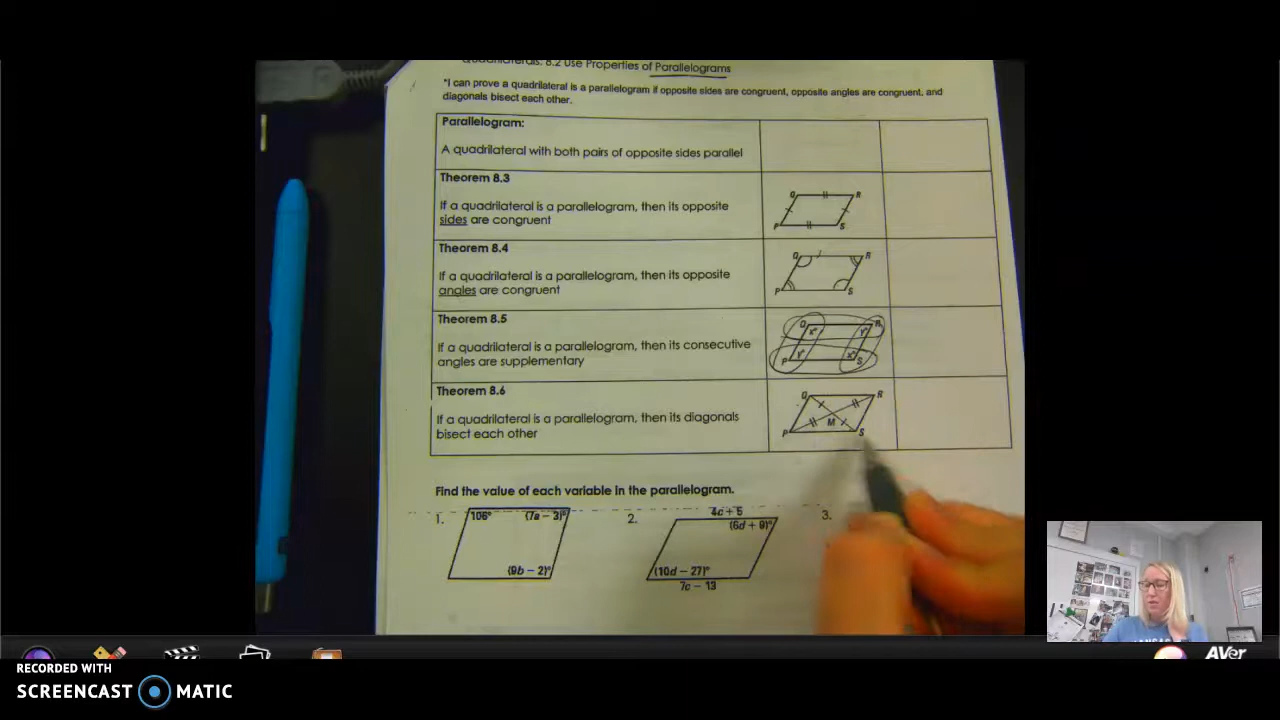 Quadrilaterals: 8.2 Use Properties of Parallelograms
*I can prove a quadrilateral is a parallelogram if opposite sides are congruent, opposite angles are congruent, and
diagonals bisect each other.
Parallelogram:
A quadrilateral with both pairs of opposite sides parallel
Theorem 8.3
If a quadrilateral is a parallelogram, then its opposite
sides are congruent
Q R
P S
Theorem 8.4
If a quadrilateral is a parallelogram, then its opposite
angles are congruent
Q R
P S
Theorem 8.5
If a quadrilateral is a parallelogram, then its consecutive
angles are supplementary
Q x° y° R
P y° x° S
Theorem 8.6
If a quadrilateral is a parallelogram, then its diagonals
bisect each other
Q R
M
P S
Find the value of each variable in the parallelogram.
1. 106° (7a − 3)°
(9b − 2)°
2. 4c + 5
(6d + 9)°
(10d − 27)°
7c − 13
3.
RECORDED WITH
SCREENCAST MATIC
AVer